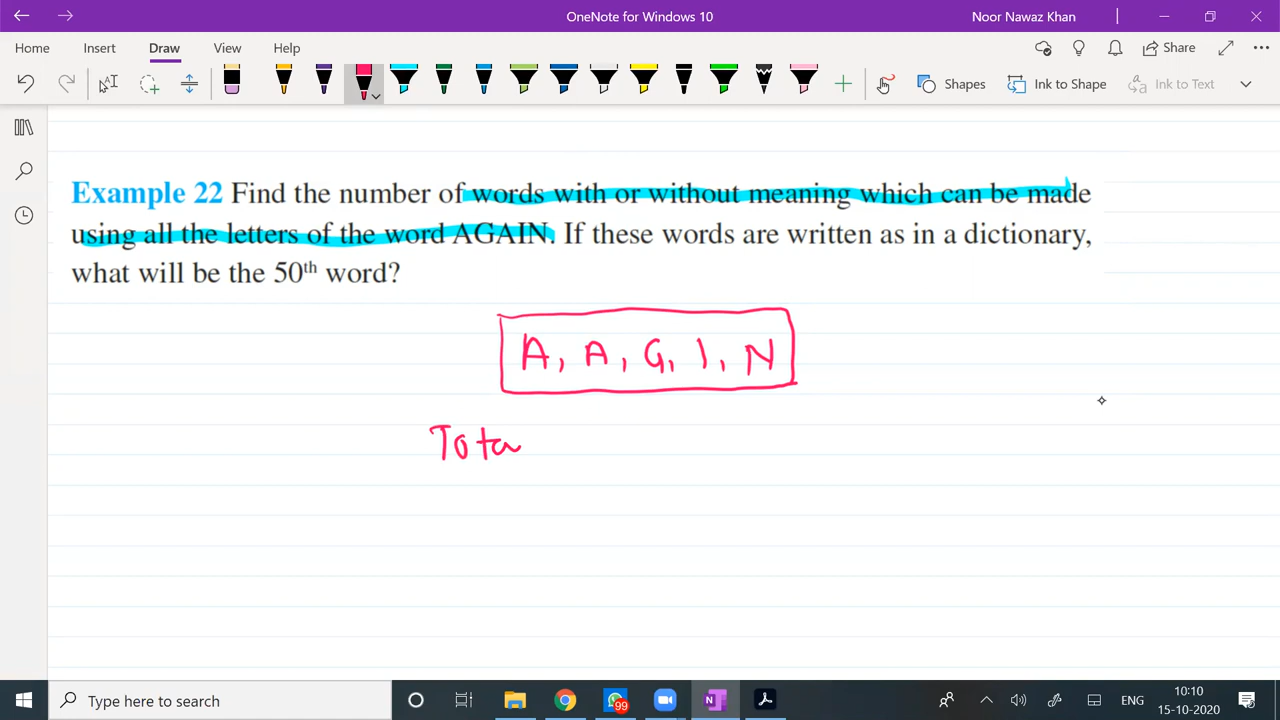 OneNote for Windows 10
Noor Nawaz Khan
Home Insert Draw View Help
Share
Shapes
Ink to Shape
Ink to Text
Example 22 Find the number of words with or without meaning which can be made
using all the letters of the word AGAIN. If these words are written as in a dictionary,
what will be the 50th word?
A, A, G, I, N
Tota
Type here to search
99
ENG
10:10
15-10-2020